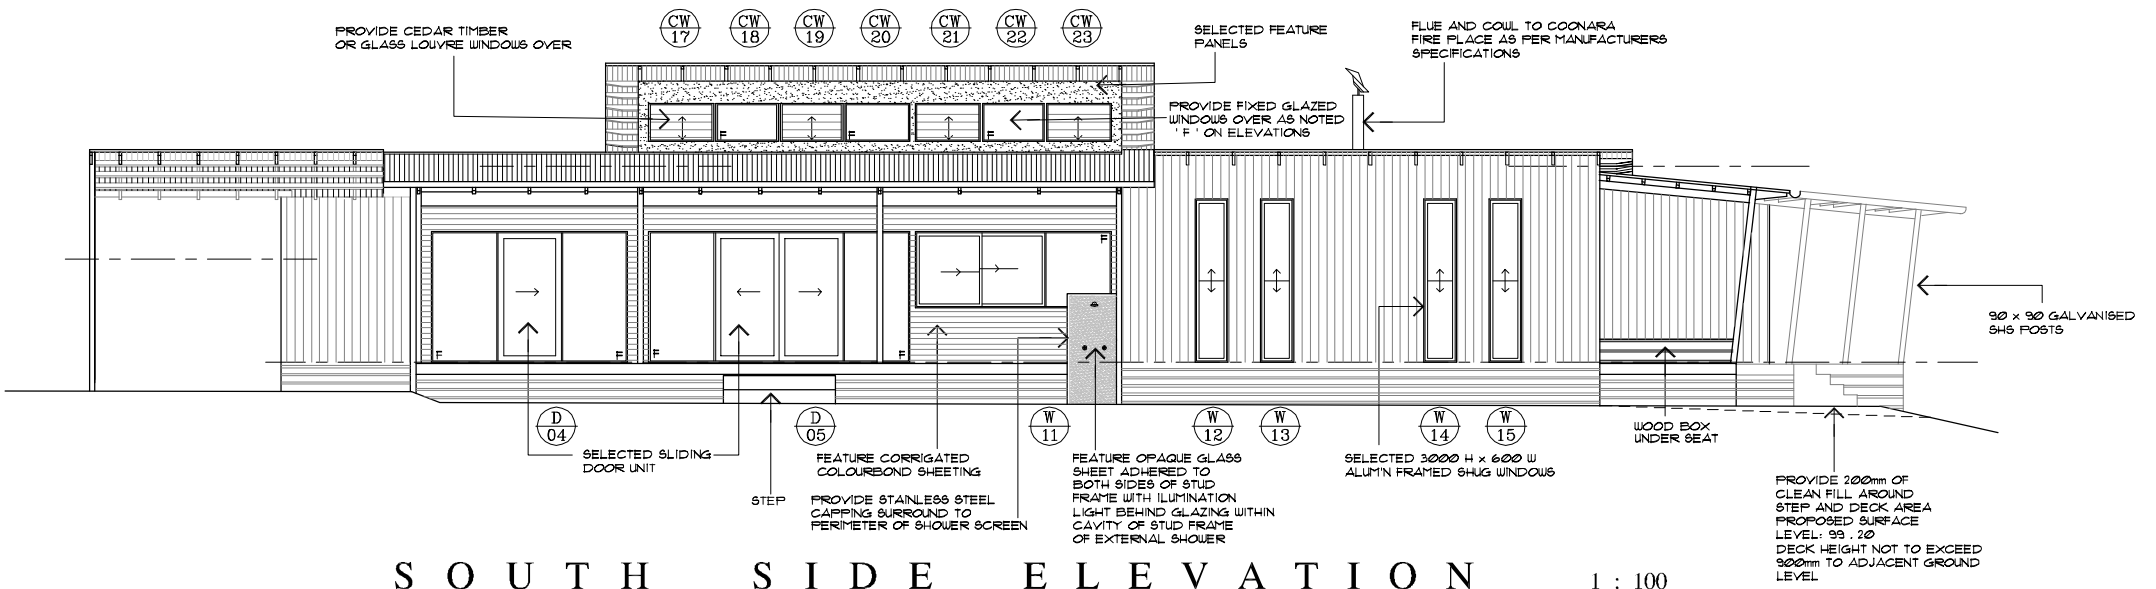 PROVIDE CEDAR TIMBER
OR GLASS LOUVRE WINDOWS OVER
CW
17
CW
18
CW
19
CW
20
CW
21
CW
22
CW
23
SELECTED FEATURE
PANELS
FLUE AND COWL TO COONARA
FIRE PLACE AS PER MANUFACTURERS
SPECIFICATIONS
PROVIDE FIXED GLAZED
WINDOWS OVER AS NOTED
' F ' ON ELEVATIONS
F
F
F
F
F
F
F
F
90 x 90 GALVANISED
SHS POSTS
D
04
D
05
W
11
W
12
W
13
W
14
W
15
SELECTED SLIDING
DOOR UNIT
STEP
FEATURE CORRIGATED
COLOURBOND SHEETING
PROVIDE STAINLESS STEEL
CAPPING SURROUND TO
PERIMETER OF SHOWER SCREEN
FEATURE OPAQUE GLASS
SHEET ADHERED TO
BOTH SIDES OF STUD
FRAME WITH ILUMINATION
LIGHT BEHIND GLAZING WITHIN
CAVITY OF STUD FRAME
OF EXTERNAL SHOWER
SELECTED 3000 H x 600 W
ALUM'N FRAMED SHUG WINDOWS
WOOD BOX
UNDER SEAT
PROVIDE 200mm OF
CLEAN FILL AROUND
STEP AND DECK AREA
PROPOSED SURFACE
LEVEL: 99 . 20
DECK HEIGHT NOT TO EXCEED
900mm TO ADJACENT GROUND
LEVEL
SOUTH SIDE ELEVATION
1 : 100